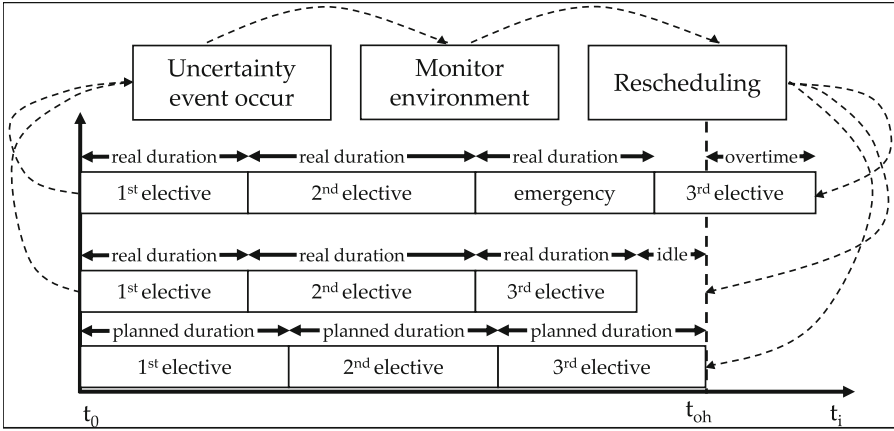 Uncertainty
event occur
Monitor
environment
Rescheduling
real duration real duration real duration overtime
1st elective 2nd elective emergency 3rd elective
real duration real duration real duration idle
1st elective 2nd elective 3rd elective
planned duration planned duration planned duration
1st elective 2nd elective 3rd elective
t0 toh ti